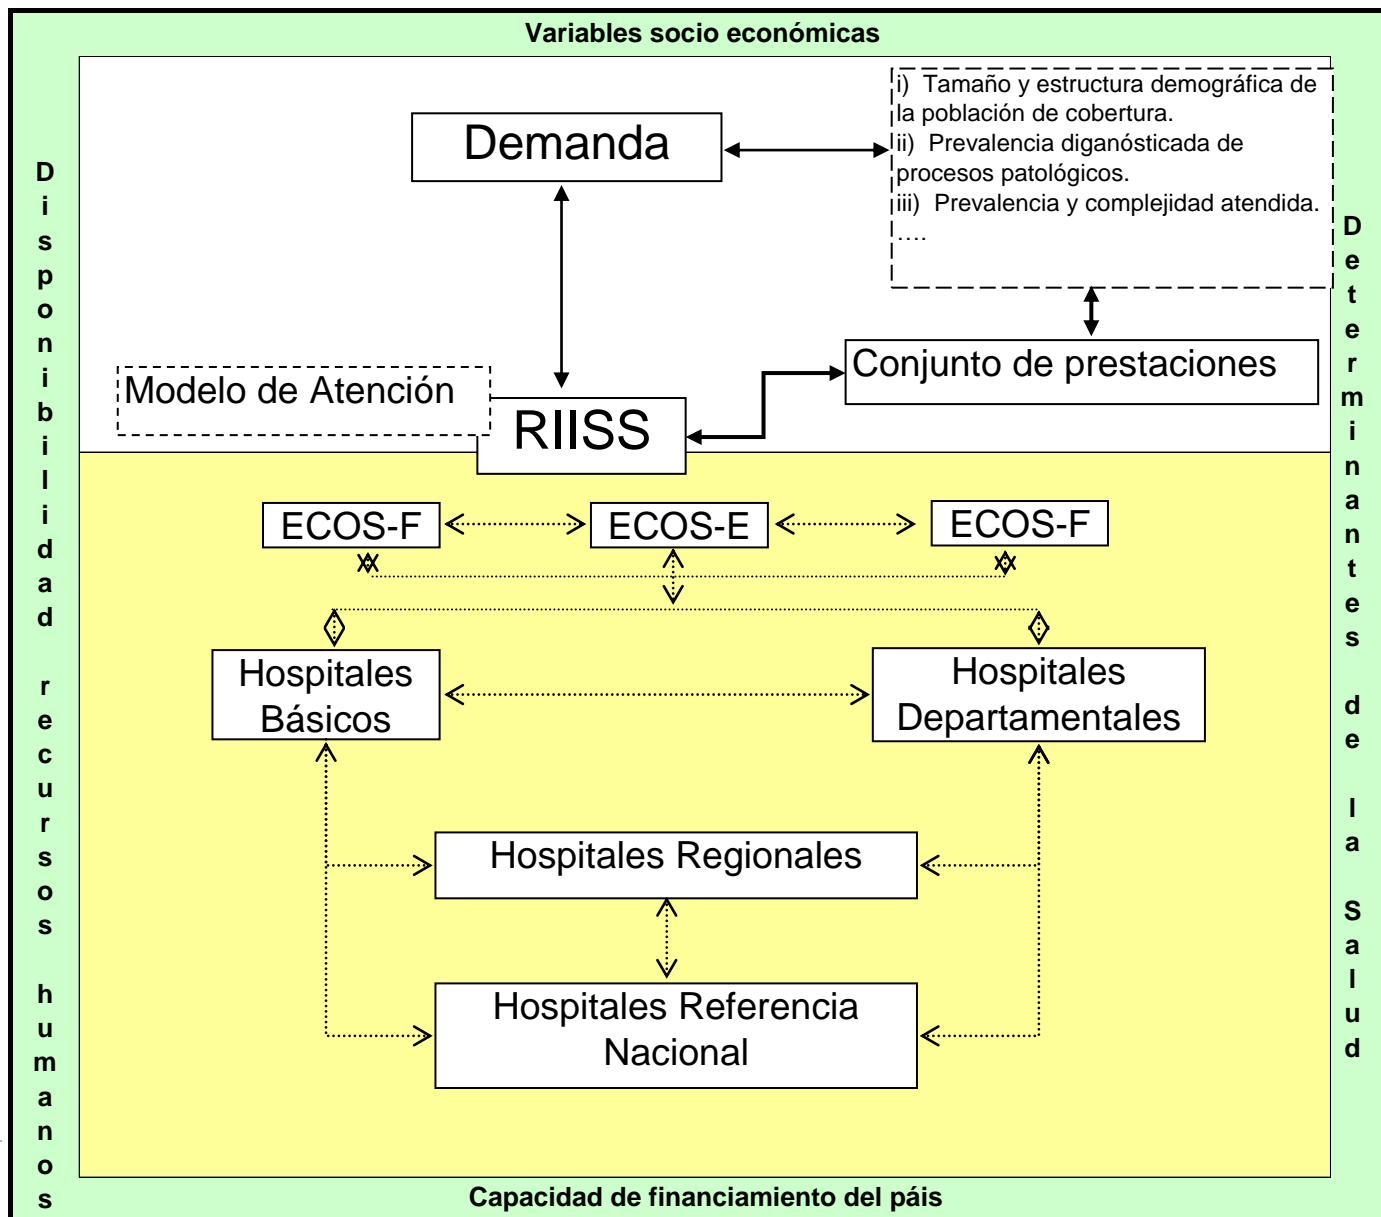 Variables socio económicas
i) Tamaño y estructura demográfica de
la población de cobertura.
ii) Prevalencia diganósticada de
procesos patológicos.
iii) Prevalencia y complejidad atendida.
....
Demanda
Conjunto de prestaciones
Modelo de Atención
RIISS
ECOS-F
ECOS-E
ECOS-F
Hospitales
Básicos
Hospitales
Departamentales
Hospitales Regionales
Hospitales Referencia
Nacional
Disponibilidad recursos humanos
Determinantes de la Salud
Capacidad de financiamiento del páis